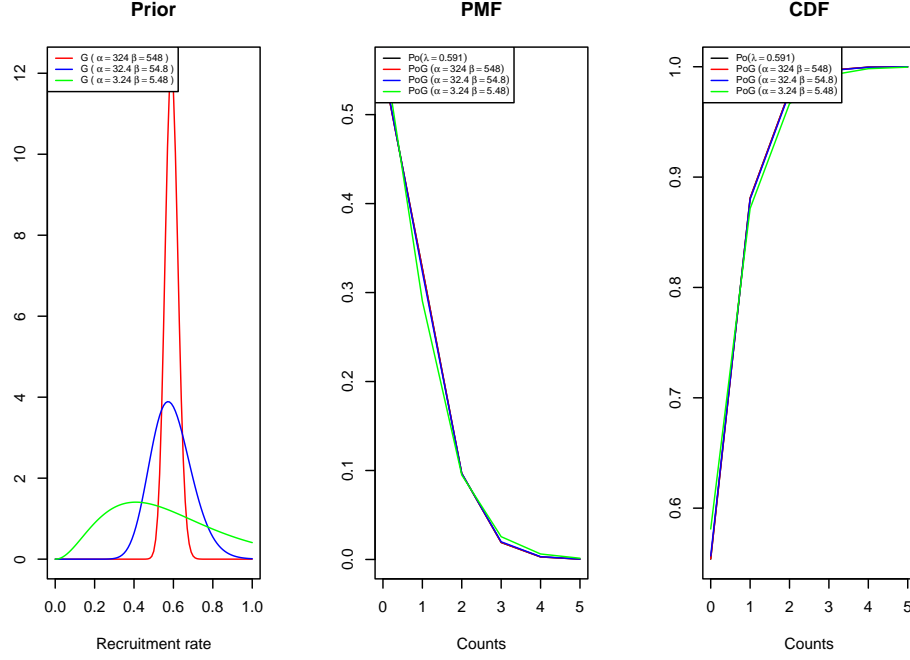 Prior
G ( α = 324 β = 548 )
G ( α = 32.4 β = 54.8 )
G ( α = 3.24 β = 5.48 )
12
10
8
6
4
2
0
0.0 0.2 0.4 0.6 0.8 1.0
Recruitment rate
PMF
Po(λ = 0.591)
PoG ( α = 324 β = 548 )
PoG ( α = 32.4 β = 54.8 )
PoG ( α = 3.24 β = 5.48 )
0.5
0.4
0.3
0.2
0.1
0.0
0 1 2 3 4 5
Counts
CDF
Po(λ = 0.591)
PoG ( α = 324 β = 548 )
PoG ( α = 32.4 β = 54.8 )
PoG ( α = 3.24 β = 5.48 )
1.0
0.9
0.8
0.7
0.6
0 1 2 3 4 5
Counts